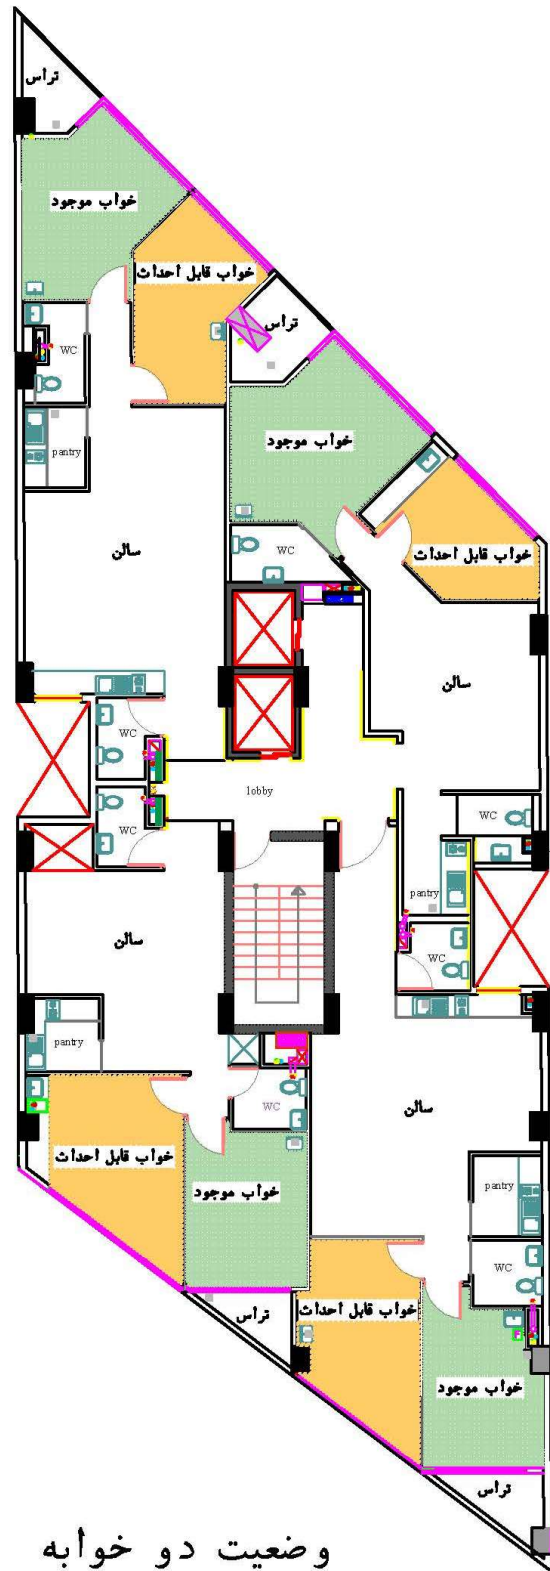 تراس
خواب موجود
خواب قابل احداث
تراس
WC
خواب موجود
pantry
سالن
WC
خواب قابل احداث
سالن
WC
lobby
WC
WC
pantry
سالن
WC
pantry
WC
سالن
خواب قابل احداث
خواب موجود
pantry
WC
خواب قابل احداث
تراس
خواب موجود
تراس
وضعیت دو خوابه